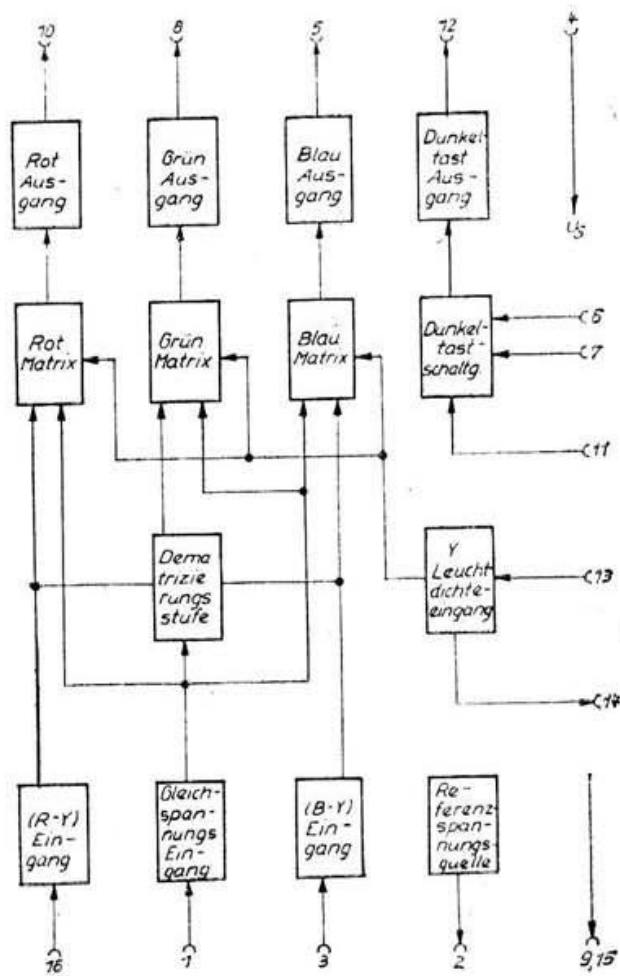 10
8
5
12
4
Rot
Aus-
gang
Grün
Aus-
gang
Blau
Aus-
gang
Dunkel-
tast
Aus-
gang
Us
Rot
Matrix
Grün
Matrix
Blau
Matrix
Dunkel-
tast-
schaltg.
6
7
11
Dema
trizie-
rungs
stufe
Y
Leucht
dichte-
eingang
13
14
(R-Y)
Ein-
gang
Gleich-
span-
nungs
Ein-
gang
(B-Y)
Ein-
gang
Re-
ferenz
span-
nungs-
quelle
16
1
3
2
9,15